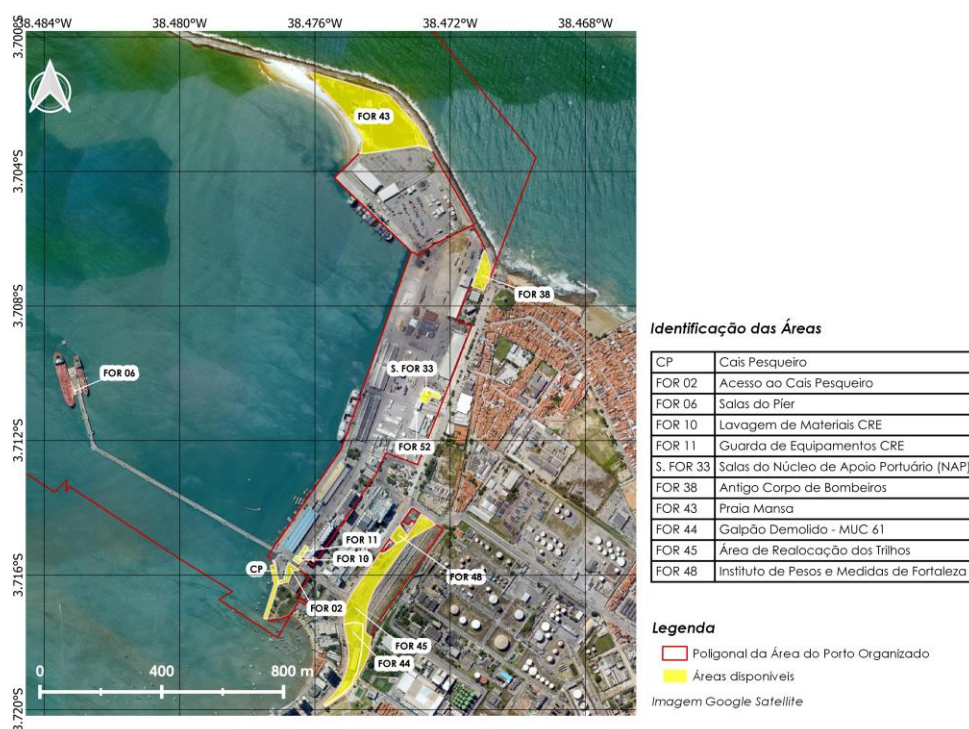 38.484°W 38.480°W 38.476°W 38.472°W 38.468°W
3.700°S
3.704°S
3.708°S
3.712°S
3.716°S
3.720°S
FOR 43
FOR 38
FOR 06
S. FOR 33
FOR 52
FOR 11
FOR 10
CP
FOR 48
FOR 02
FOR 45
FOR 44
0 400 800 m
Identificação das Áreas
CP Cais Pesqueiro
FOR 02 Acesso ao Cais Pesqueiro
FOR 06 Salas do Píer
FOR 10 Lavagem de Materiais CRE
FOR 11 Guarda de Equipamentos CRE
S. FOR 33 Salas do Núcleo de Apoio Portuário (NAP)
FOR 38 Antigo Corpo de Bombeiros
FOR 43 Praia Mansa
FOR 44 Galpão Demolido - MUC 61
FOR 45 Área de Realocação dos Trilhos
FOR 48 Instituto de Pesos e Medidas de Fortaleza
Legenda
Poligonal da Área do Porto Organizado
Áreas disponíveis
Imagem Google Satellite